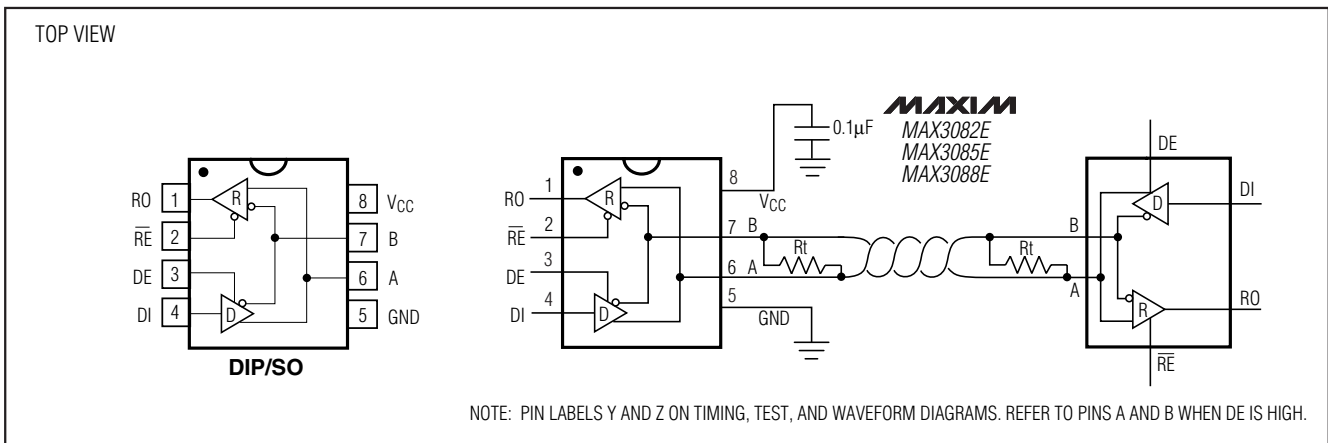 TOP VIEW
RO 1
R̅E̅ 2
DE 3
DI 4
8 VCC
7 B
6 A
5 GND
R
D
DIP/SO
RO 1
R̅E̅ 2
DE 3
DI 4
R
D
8
VCC
7 B
6 A
5
GND
0.1µF
MAXIM
MAX3082E
MAX3085E
MAX3088E
Rt
Rt
B
A
DE
DI
D
R
RO
R̅E̅
NOTE: PIN LABELS Y AND Z ON TIMING, TEST, AND WAVEFORM DIAGRAMS. REFER TO PINS A AND B WHEN DE IS HIGH.